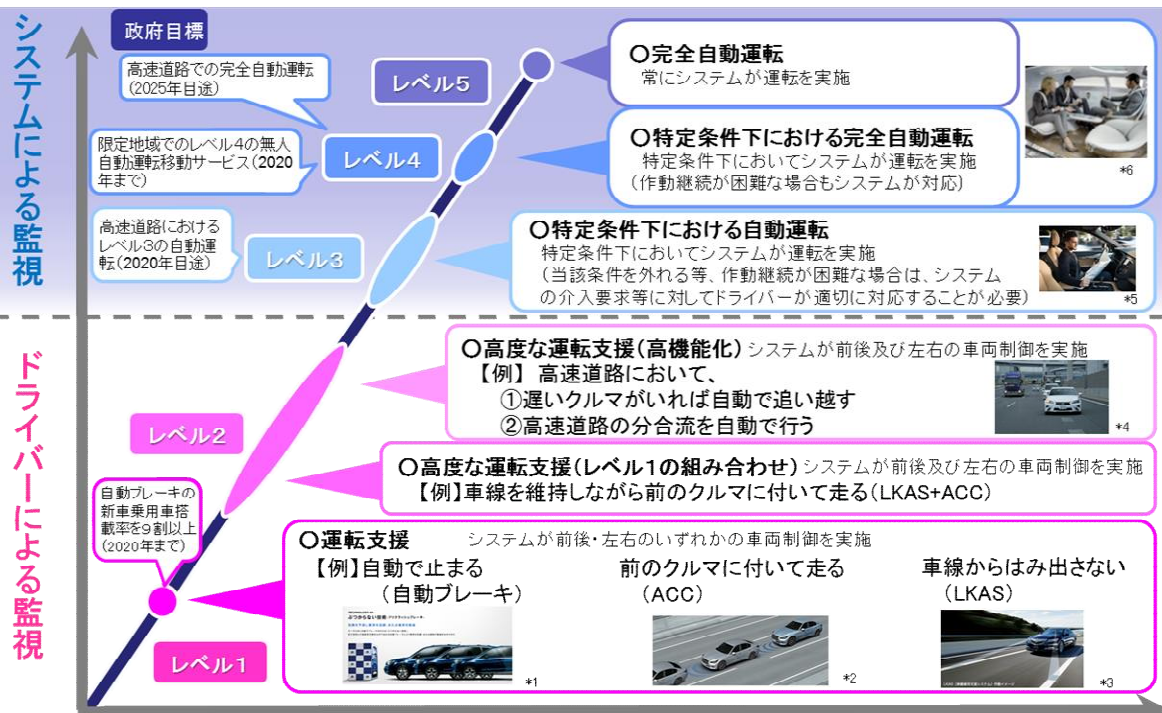 システムによる監視
政府目標
高速道路での完全自動運転
(2025年目途)
レベル5
〇完全自動運転
常にシステムが運転を実施
限定地域でのレベル4の無人
自動運転移動サービス(2020
年まで)
レベル4
〇特定条件下における完全自動運転
特定条件下においてシステムが運転を実施
(作動継続が困難な場合もシステムが対応)
*6
高速道路における
レベル3の自動運
転(2020年目途)
レベル3
〇特定条件下における自動運転
特定条件下においてシステムが運転を実施
(当該条件を外れる等、作動継続が困難な場合は、システム
の介入要求等に対してドライバーが適切に対応することが必要)
*5
ドライバーによる監視
〇高度な運転支援(高機能化) システムが前後及び左右の車両制御を実施
【例】 高速道路において、
①遅いクルマがいれば自動で追い越す
②高速道路の分合流を自動で行う
*4
レベル2
〇高度な運転支援(レベル1の組み合わせ) システムが前後及び左右の車両制御を実施
【例】車線を維持しながら前のクルマに付いて走る(LKAS+ACC)
自動ブレーキの
新車乗用車搭
載率を9割以上
(2020年まで)
レベル1
〇運転支援 システムが前後・左右のいずれかの車両制御を実施
【例】自動で止まる
(自動ブレーキ)
ぶつからない技術
*1
前のクルマに付いて走る
(ACC)
*2
車線からはみ出さない
(LKAS)
*3